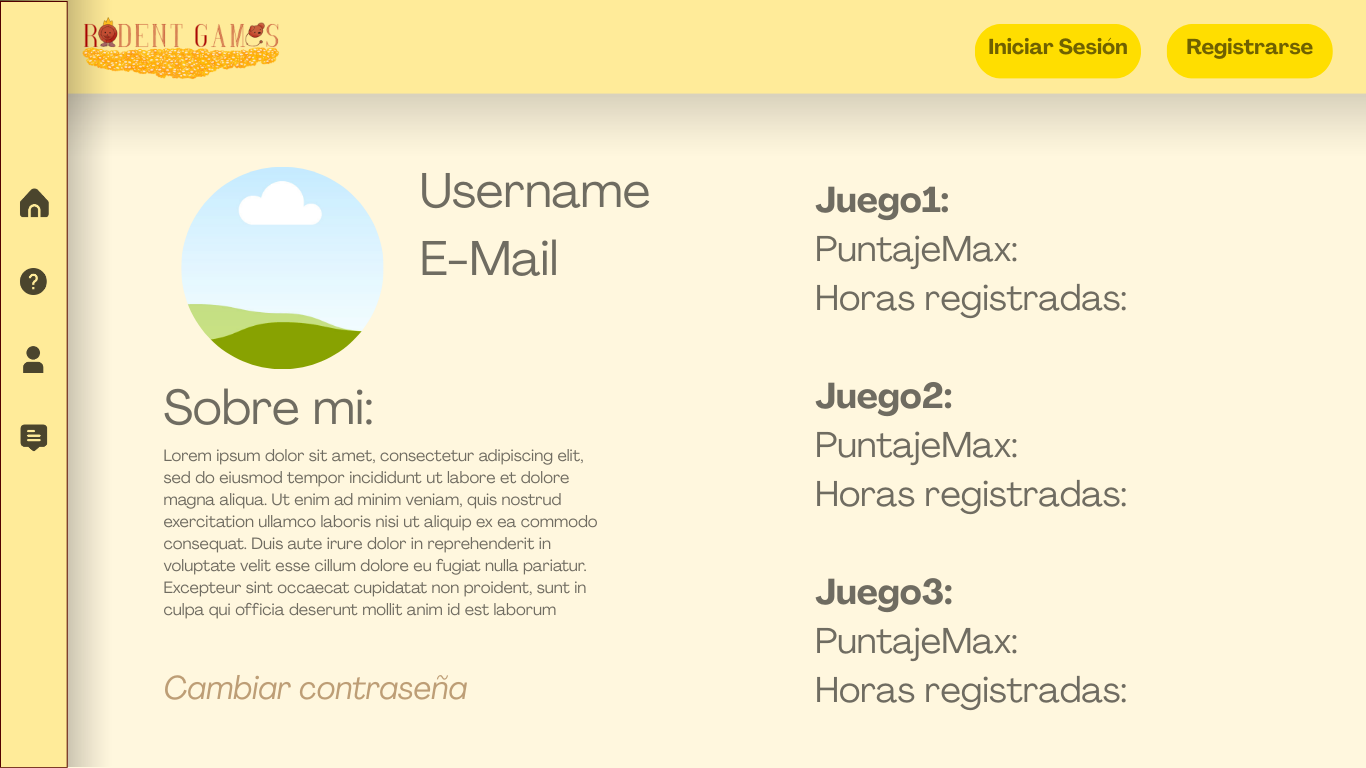 RODENT GAMES
Iniciar Sesión
Registrarse
Username
E-Mail
Sobre mi:
Lorem ipsum dolor sit amet, consectetur adipiscing elit,
sed do eiusmod tempor incididunt ut labore et dolore
magna aliqua. Ut enim ad minim veniam, quis nostrud
exercitation ullamco laboris nisi ut aliquip ex ea commodo
consequat. Duis aute irure dolor in reprehenderit in
voluptate velit esse cillum dolore eu fugiat nulla pariatur.
Excepteur sint occaecat cupidatat non proident, sunt in
culpa qui officia deserunt mollit anim id est laborum
Cambiar contraseña
Juego1:
PuntajeMax:
Horas registradas:
Juego2:
PuntajeMax:
Horas registradas:
Juego3:
PuntajeMax:
Horas registradas: